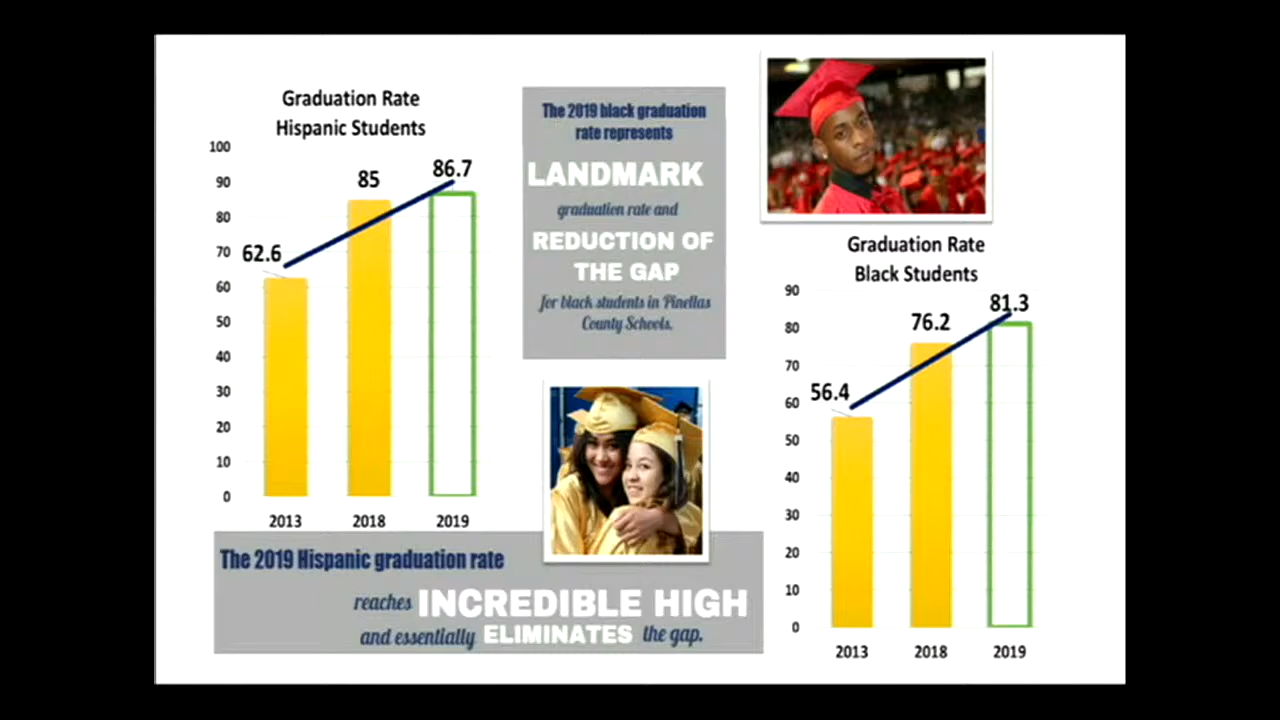 Graduation Rate
Hispanic Students
100
90
80
70
60
50
40
30
20
10
0
62.6
85
86.7
2013 2018 2019
The 2019 black graduation
rate represents
LANDMARK
graduation rate and
REDUCTION OF
THE GAP
for black students in Pinellas
County Schools.
Graduation Rate
Black Students
90
80
70
60
50
40
30
20
10
0
56.4
76.2
81.3
2013 2018 2019
The 2019 Hispanic graduation rate
reaches INCREDIBLE HIGH
and essentially ELIMINATES the gap.